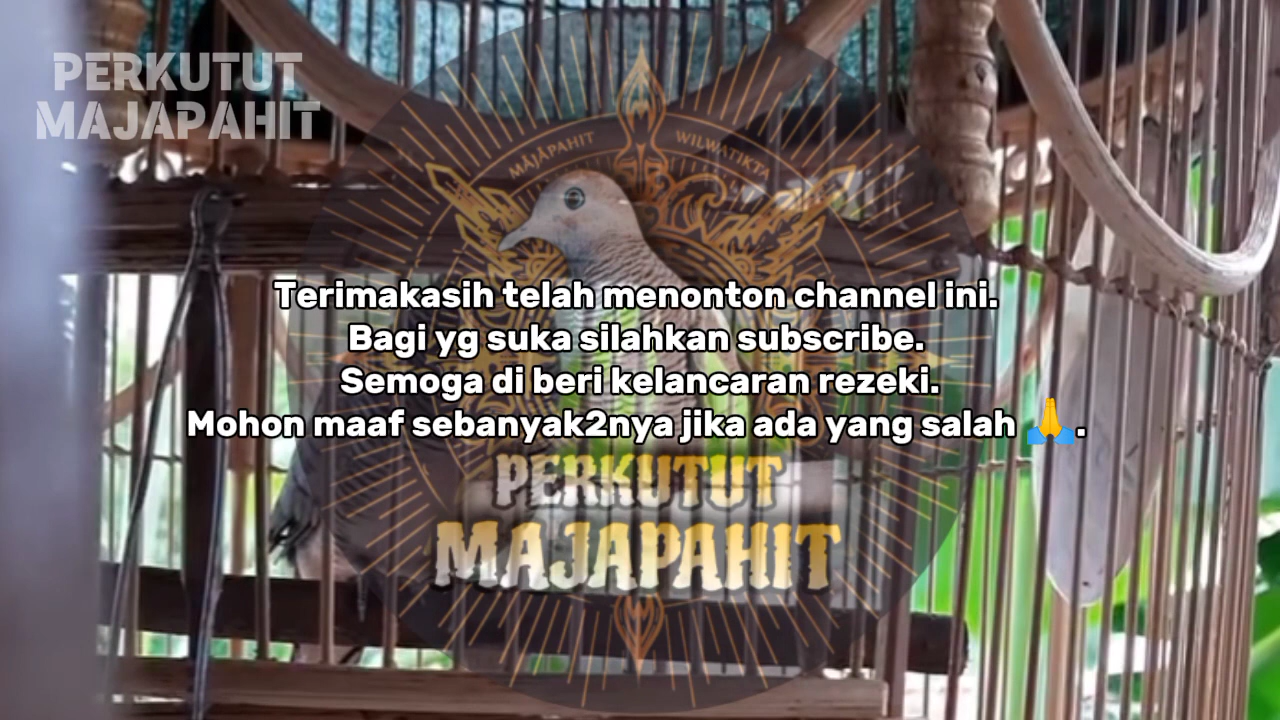 PERKUTUT
MAJAPAHIT
MAJAPAHIT
WILWATIKTA
Terimakasih telah menonton channel ini.
Bagi yg suka silahkan subscribe.
Semoga di beri kelancaran rezeki.
Mohon maaf sebanyak2nya jika ada yang salah 🙏.
PERKUTUT
MAJAPAHIT